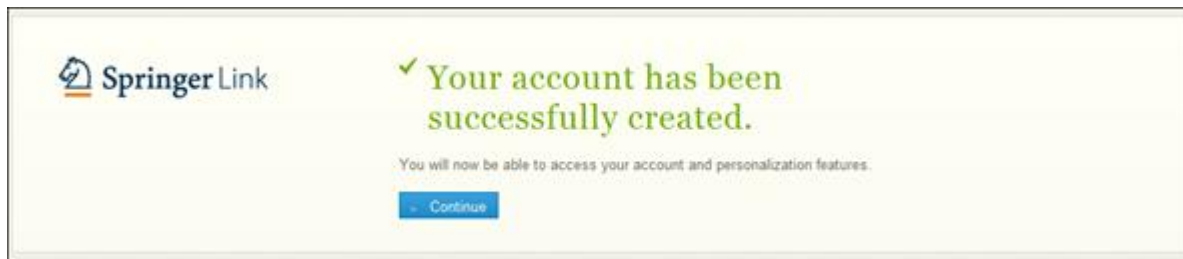 Springer Link
Your account has been
successfully created.
You will now be able to access your account and personalization features.
Continue